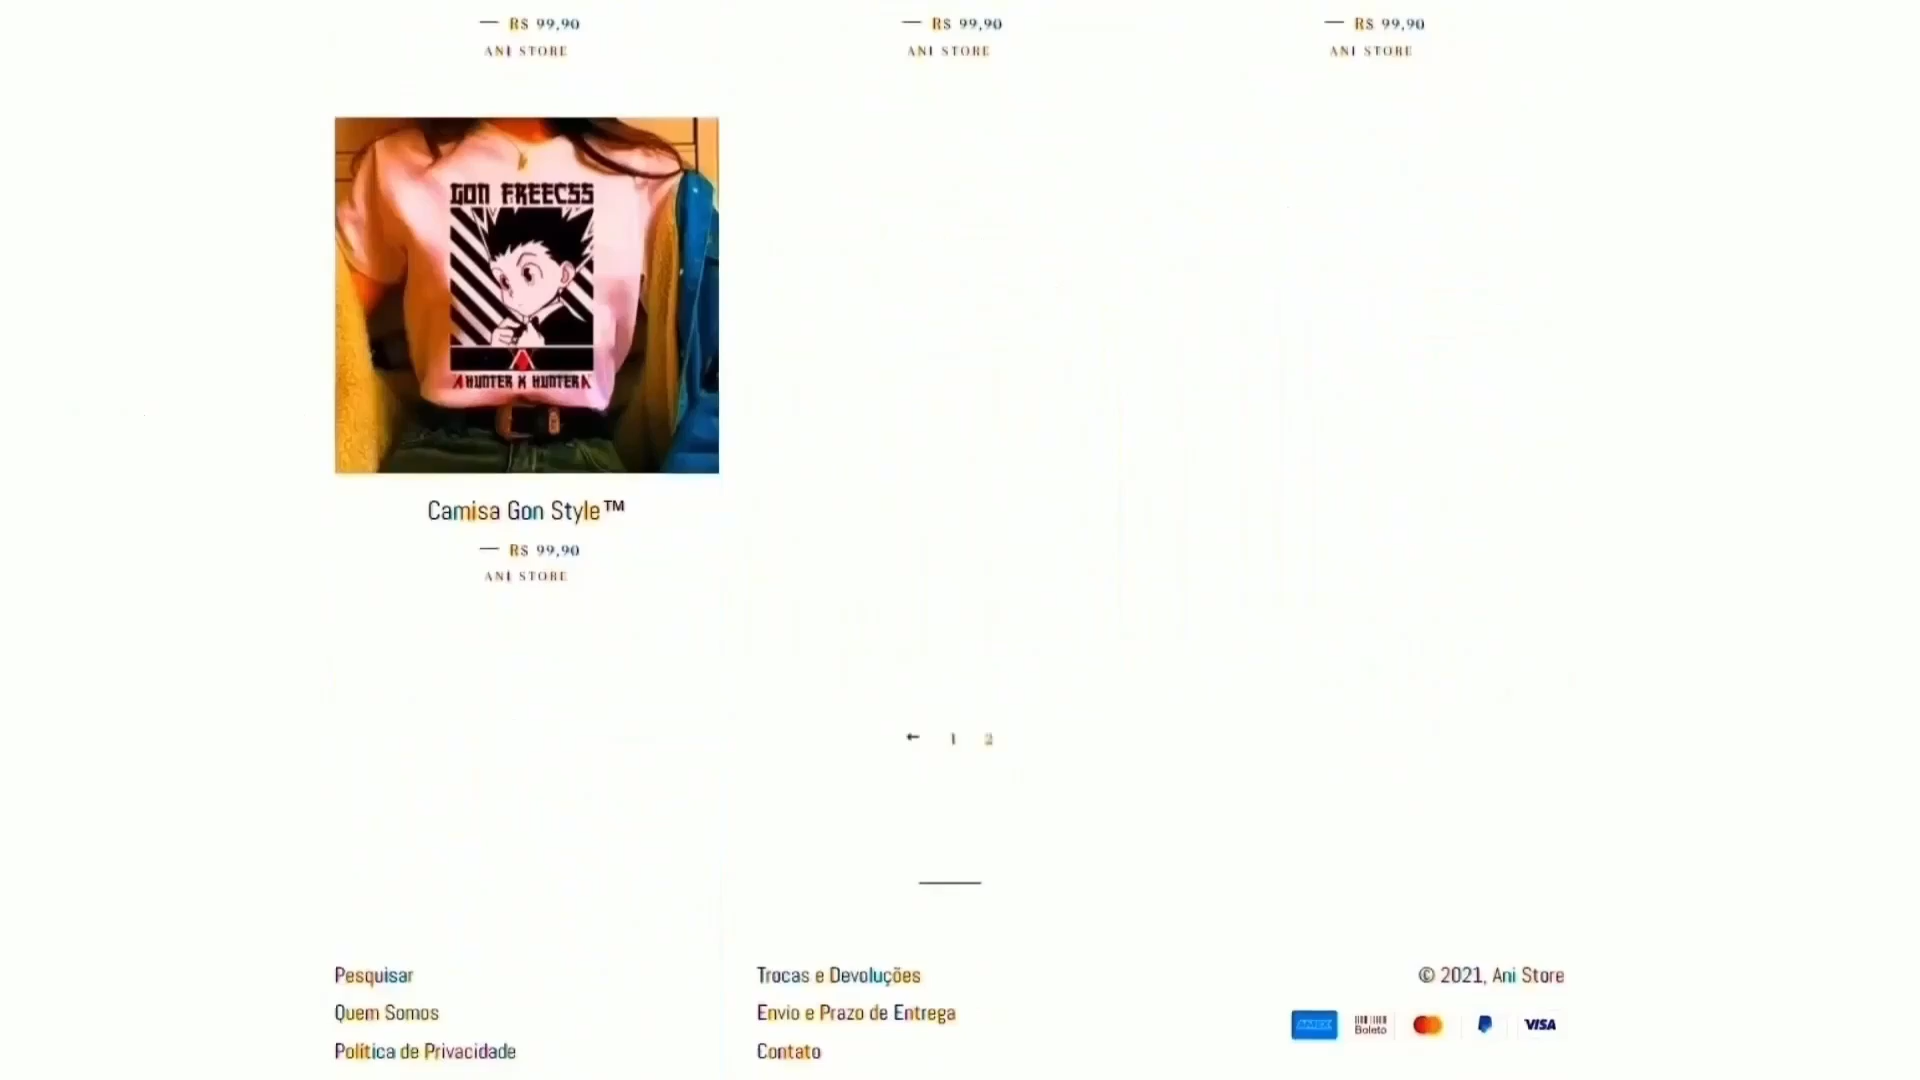 — R$ 99,90
ANI STORE
— R$ 99,90
ANI STORE
— R$ 99,90
ANI STORE
GON FREECSS
HUNTER X HUNTER
Camisa Gon Style™
— R$ 99,90
ANI STORE
← 1 2
Pesquisar
Quem Somos
Política de Privacidade
Trocas e Devoluções
Envio e Prazo de Entrega
Contato
© 2021, Ani Store
AMEX Boleto VISA